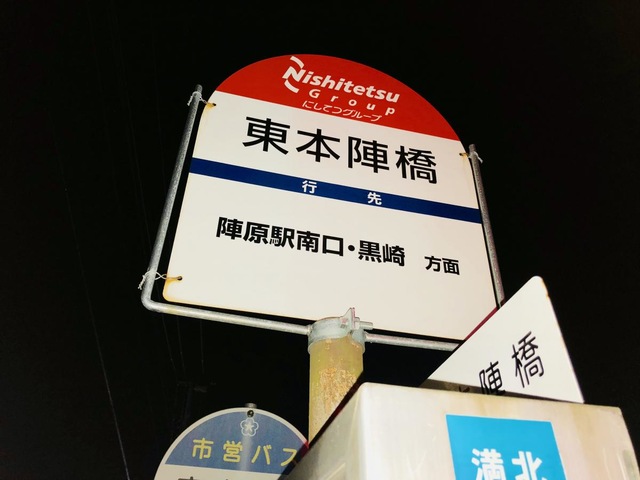 Nishitetsu
Group
にしてつグループ
東本陣橋
行先
陣原駅南口・黒崎 方面
陣橋
市営バス
満北